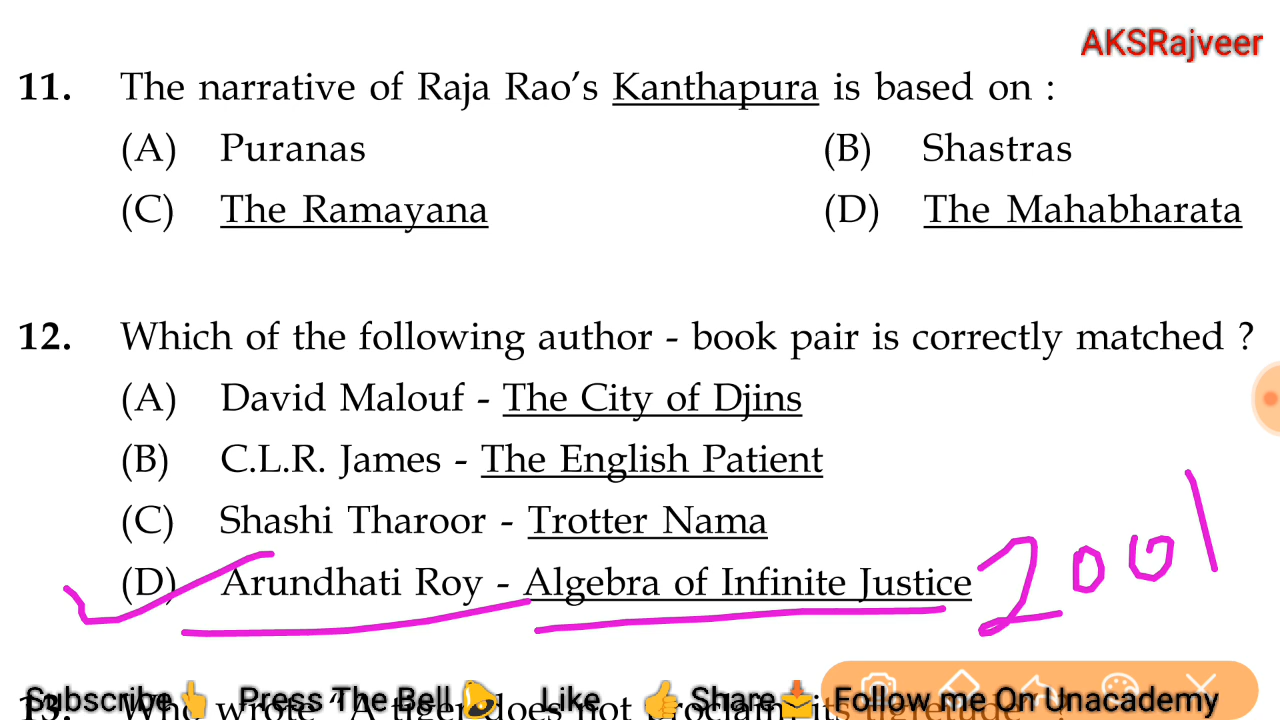 AKSRajveer
11. The narrative of Raja Rao's Kanthapura is based on :
(A) Puranas (B) Shastras
(C) The Ramayana (D) The Mahabharata
12. Which of the following author - book pair is correctly matched ?
(A) David Malouf - The City of Djins
(B) C.L.R. James - The English Patient
(C) Shashi Tharoor - Trotter Nama
(D) Arundhati Roy - Algebra of Infinite Justice 2001
13. Who wrote "A tiger does not proclaim its tigretude" ?
Subscribe Press The Bell Like Share Follow me On Unacademy